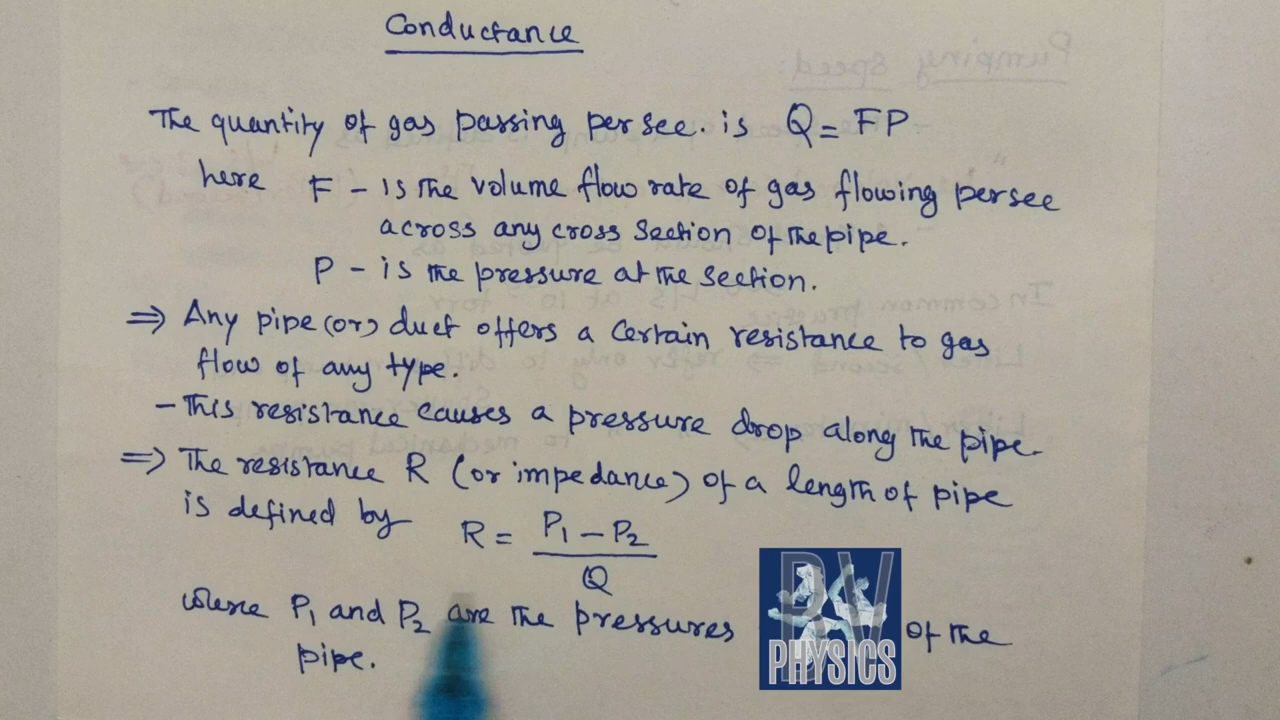 Conductance
The quantity of gas passing per sec. is Q = FP
here F - is the volume flow rate of gas flowing per sec
across any cross section of the pipe.
P - is the pressure at the section.
⇒ Any pipe (or) duct offers a certain resistance to gas
flow of any type.
- This resistance causes a pressure drop along the pipe.
⇒ The resistance R (or impedance) of a length of pipe
is defined by R = (P₁ - P₂) / Q
where P₁ and P₂ are the pressures of the
pipe.
RV
PHYSICS
Pumping speed: